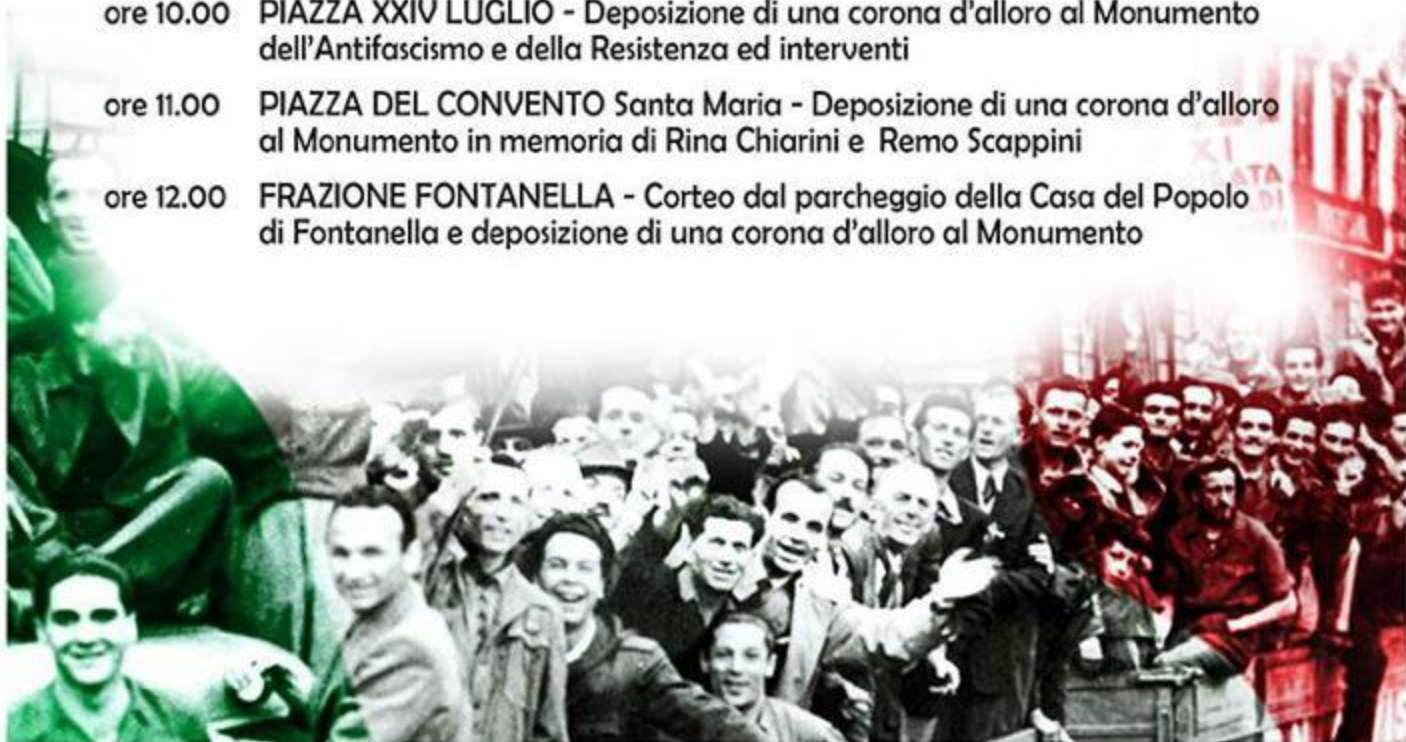 ore 10.00 PIAZZA XXIV LUGLIO - Deposizione di una corona d'alloro al Monumento
dell'Antifascismo e della Resistenza ed interventi
ore 11.00 PIAZZA DEL CONVENTO Santa Maria - Deposizione di una corona d'alloro
al Monumento in memoria di Rina Chiarini e Remo Scappini
ore 12.00 FRAZIONE FONTANELLA - Corteo dal parcheggio della Casa del Popolo
di Fontanella e deposizione di una corona d'alloro al Monumento
XI